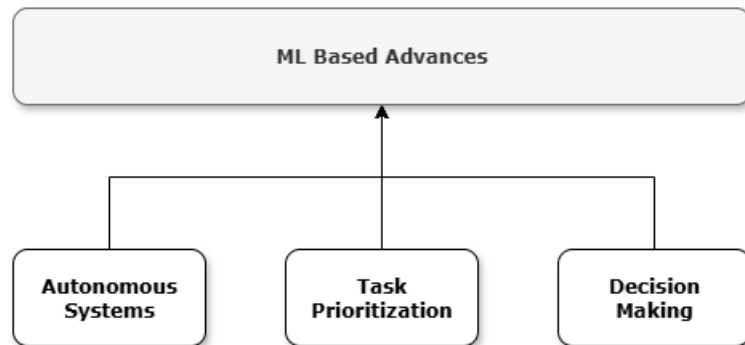 ML Based Advances
Autonomous
Systems
Task
Prioritization
Decision
Making